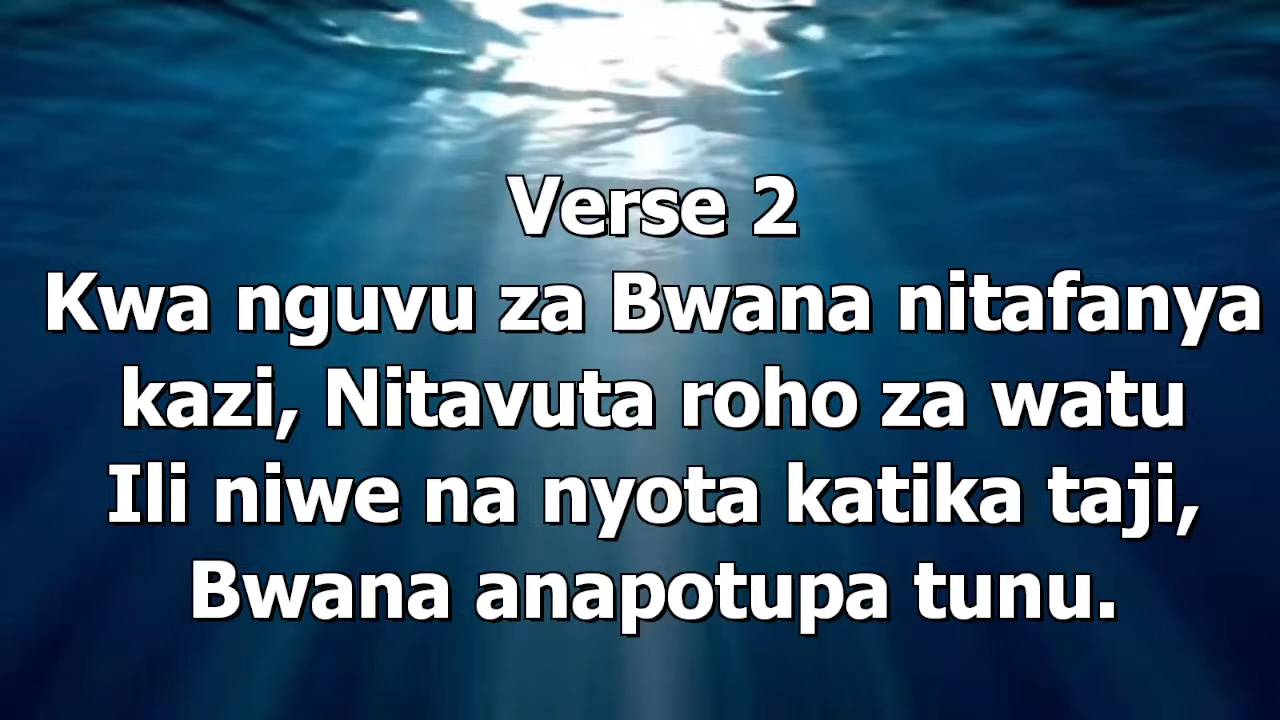 Verse 2
Kwa nguvu za Bwana nitafanya
kazi, Nitavuta roho za watu
Ili niwe na nyota katika taji,
Bwana anapotupa tunu.